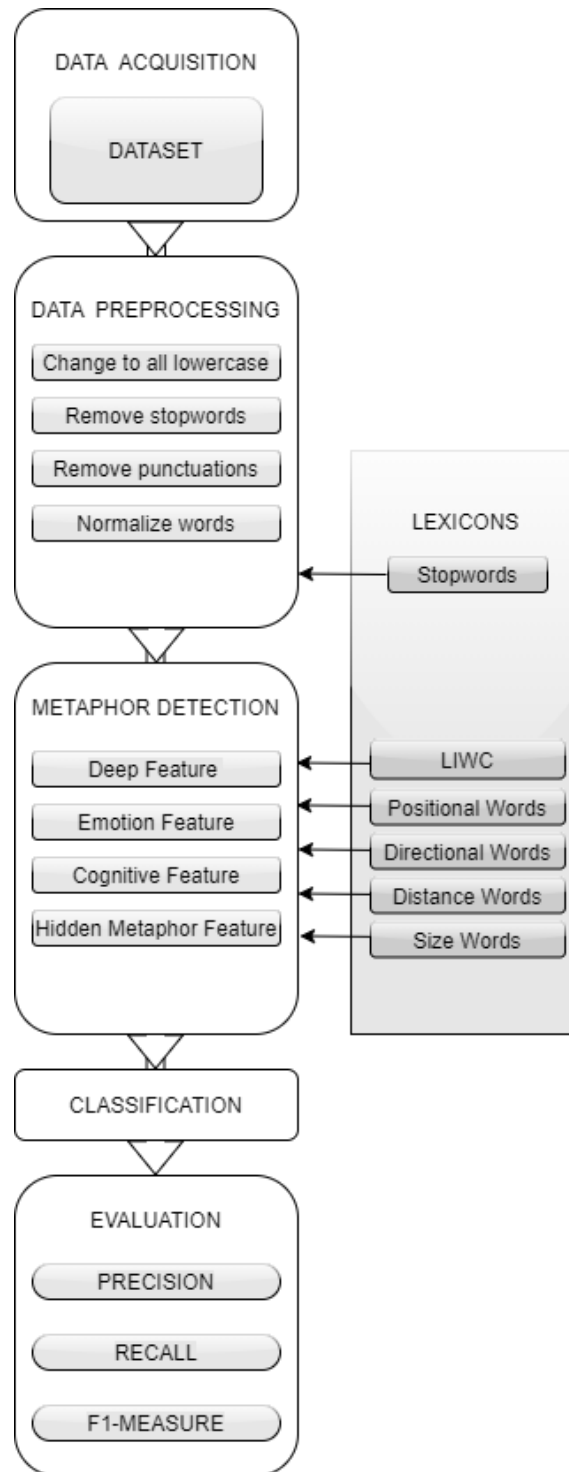 DATA ACQUISITION
DATASET
DATA PREPROCESSING
Change to all lowercase
Remove stopwords
Remove punctuations
Normalize words
LEXICONS
Stopwords
METAPHOR DETECTION
Deep Feature
Emotion Feature
Cognitive Feature
Hidden Metaphor Feature
LIWC
Positional Words
Directional Words
Distance Words
Size Words
CLASSIFICATION
EVALUATION
PRECISION
RECALL
F1-MEASURE